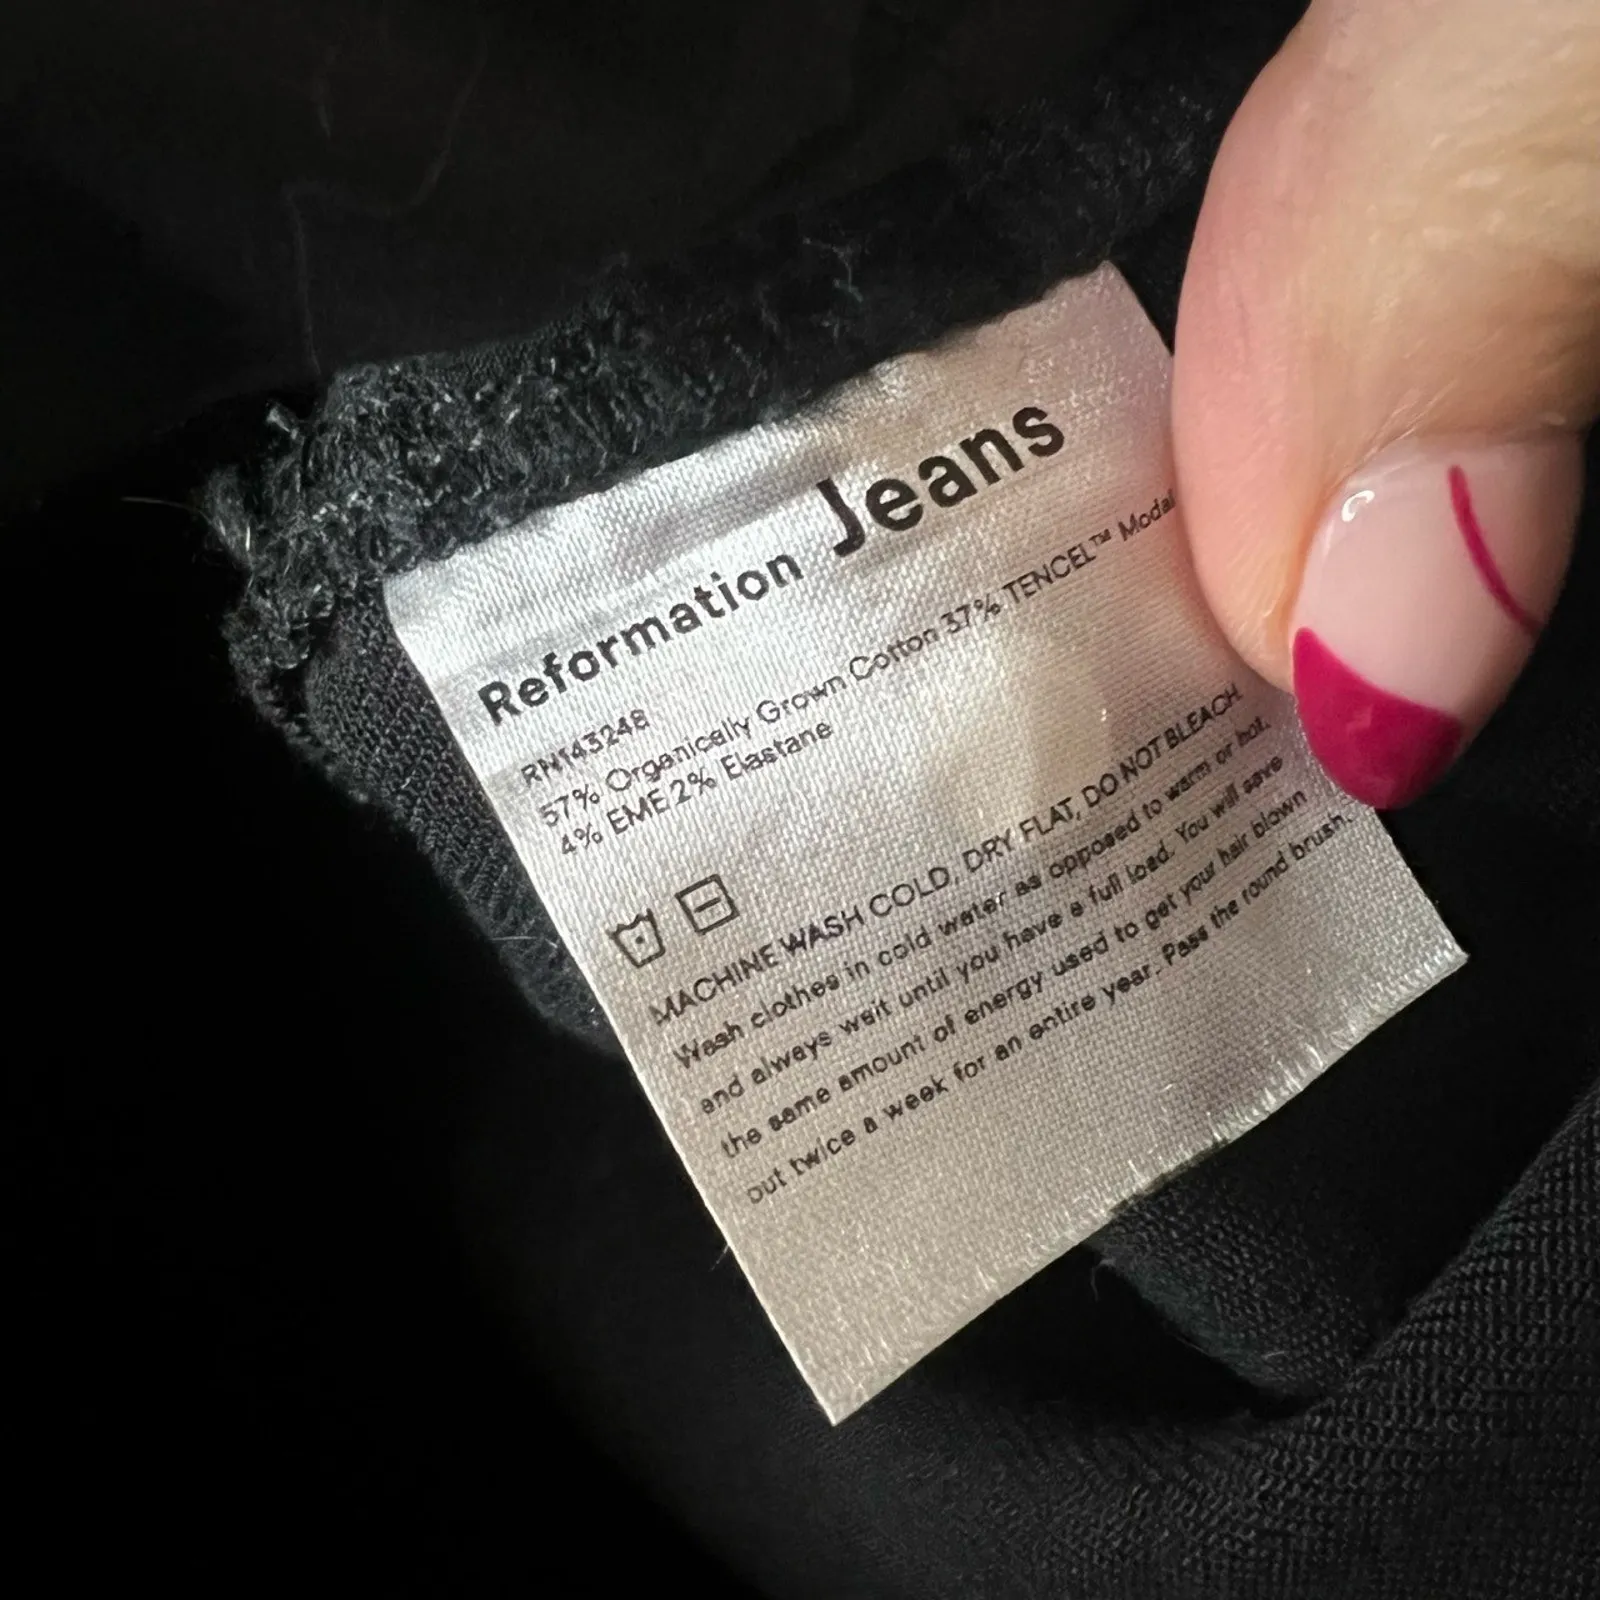 Reformation Jeans
RN143248
57% Organically Grown Cotton 37% TENCEL™ Modal
4% EME 2% Elastane
MACHINE WASH COLD, DRY FLAT, DO NOT BLEACH.
Wash clothes in cold water as opposed to warm or hot.
and always wait until you have a full load. You will save
the same amount of energy used to get your hair blown
out twice a week for an entire year. Pass the round brush.